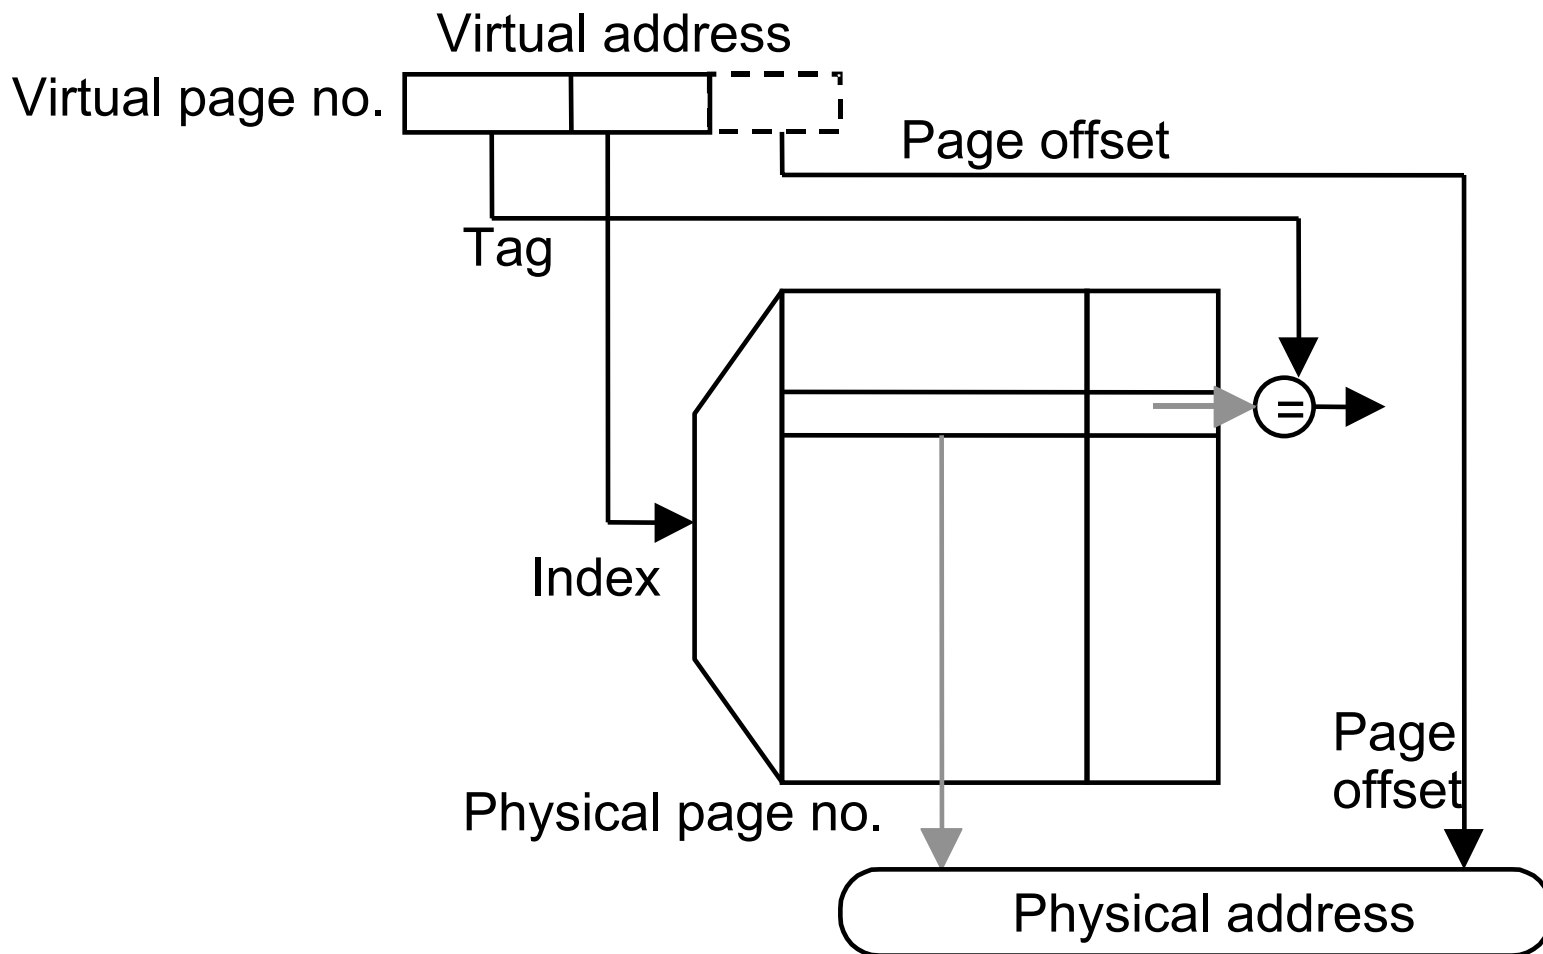 Virtual address
Virtual page no.
Page offset
Tag
=
Index
Page
offset
Physical page no.
Physical address